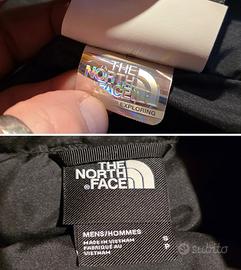 THE
NORTH
FACE
EXPLORING
THE
NORTH
FACE
MENS/HOMMES
MADE IN VIETNAM
FABRIQUÉ AU
VIETNAM
S
P
subito